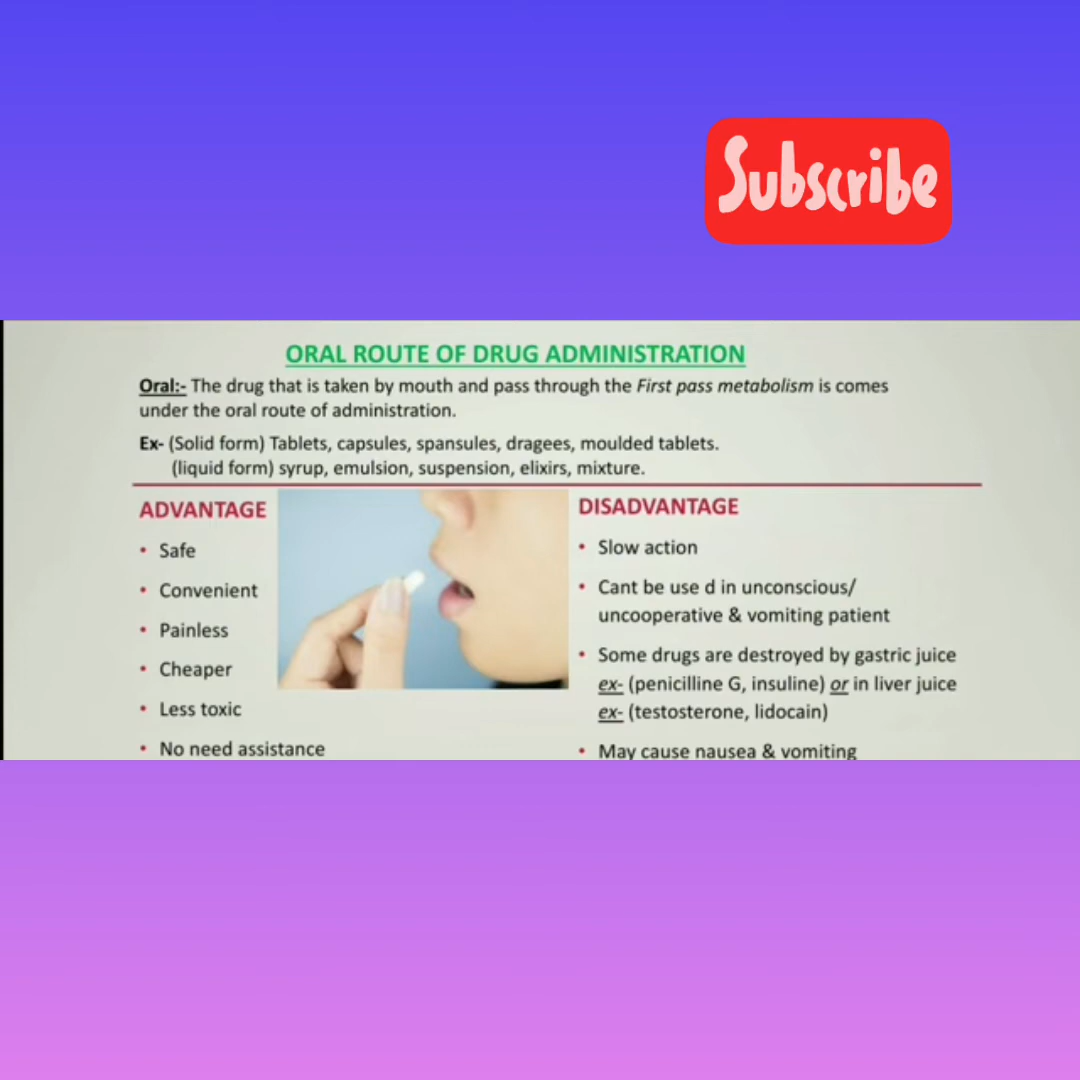 Subscribe
ORAL ROUTE OF DRUG ADMINISTRATION
Oral:- The drug that is taken by mouth and pass through the First pass metabolism is comes
under the oral route of administration.
Ex- (Solid form) Tablets, capsules, spansules, dragees, moulded tablets.
(liquid form) syrup, emulsion, suspension, elixirs, mixture.
ADVANTAGE
• Safe
• Convenient
• Painless
• Cheaper
• Less toxic
• No need assistance
DISADVANTAGE
• Slow action
• Cant be use d in unconscious/
uncooperative & vomiting patient
• Some drugs are destroyed by gastric juice
ex- (penicilline G, insuline) or in liver juice
ex- (testosterone, lidocain)
• May cause nausea & vomiting